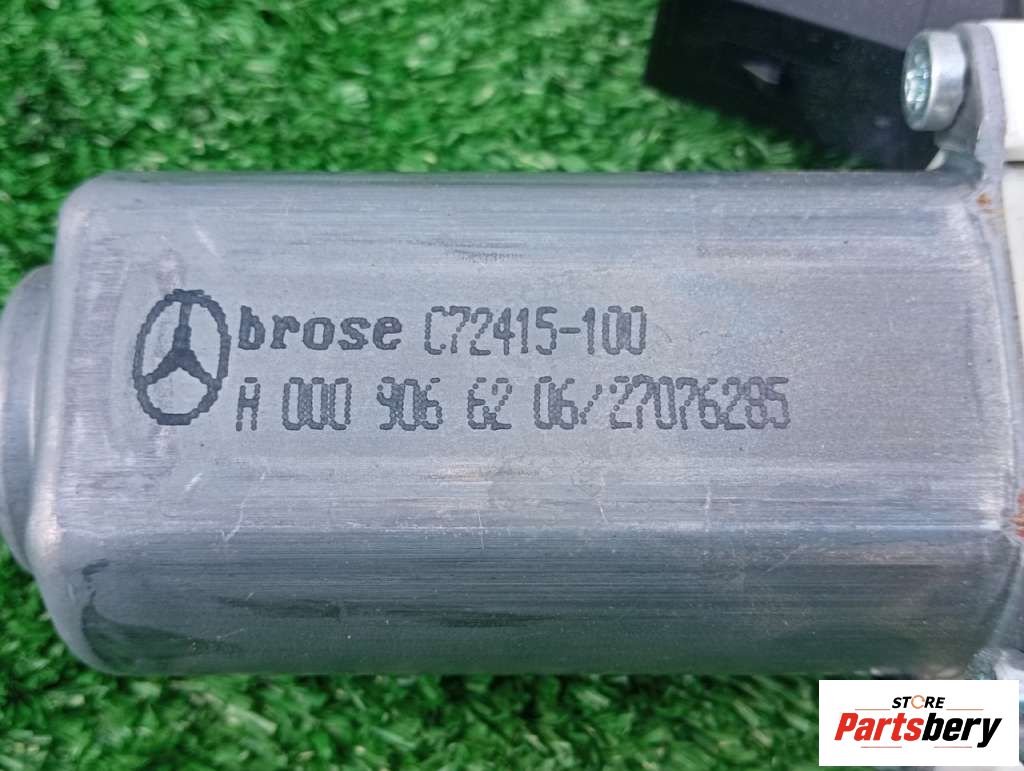 brose C72415-100
A 000 906 62 06/27076285
STORE
Partsbery